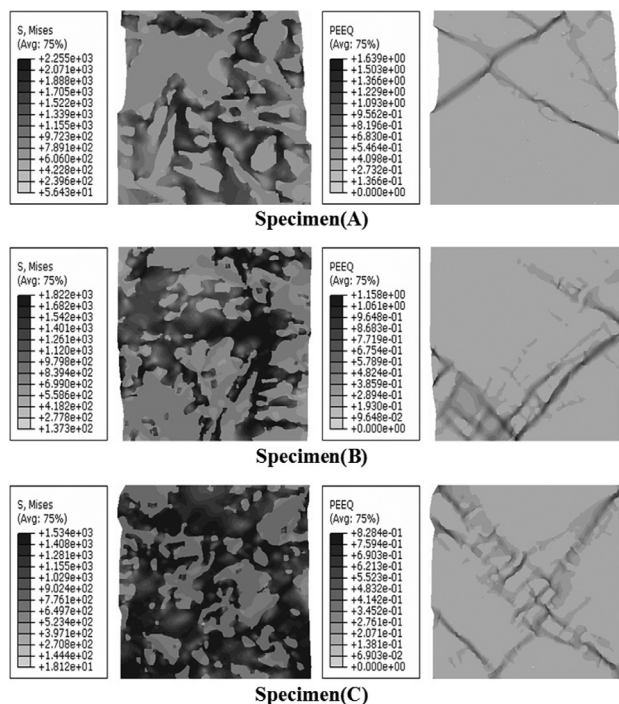 S, Mises
(Avg: 75%)
+2.255e+03
+2.071e+03
+1.888e+03
+1.705e+03
+1.522e+03
+1.339e+03
+1.155e+03
+9.723e+02
+7.891e+02
+6.060e+02
+4.228e+02
+2.396e+02
+5.643e+01
PEEQ
(Avg: 75%)
+1.639e+00
+1.503e+00
+1.366e+00
+1.229e+00
+1.093e+00
+9.562e-01
+8.196e-01
+6.830e-01
+5.464e-01
+4.098e-01
+2.732e-01
+1.366e-01
+0.000e+00
Specimen(A)
S, Mises
(Avg: 75%)
+1.822e+03
+1.682e+03
+1.542e+03
+1.401e+03
+1.261e+03
+1.120e+03
+9.798e+02
+8.394e+02
+6.990e+02
+5.586e+02
+4.182e+02
+2.778e+02
+1.373e+02
PEEQ
(Avg: 75%)
+1.158e+00
+1.061e+00
+9.648e-01
+8.683e-01
+7.719e-01
+6.754e-01
+5.789e-01
+4.824e-01
+3.859e-01
+2.894e-01
+1.930e-01
+9.648e-02
+0.000e+00
Specimen(B)
S, Mises
(Avg: 75%)
+1.534e+03
+1.408e+03
+1.281e+03
+1.155e+03
+1.029e+03
+9.024e+02
+7.761e+02
+6.497e+02
+5.234e+02
+3.971e+02
+2.708e+02
+1.444e+02
+1.812e+01
PEEQ
(Avg: 75%)
+8.284e-01
+7.594e-01
+6.903e-01
+6.213e-01
+5.523e-01
+4.832e-01
+4.142e-01
+3.452e-01
+2.761e-01
+2.071e-01
+1.381e-01
+6.903e-02
+0.000e+00
Specimen(C)